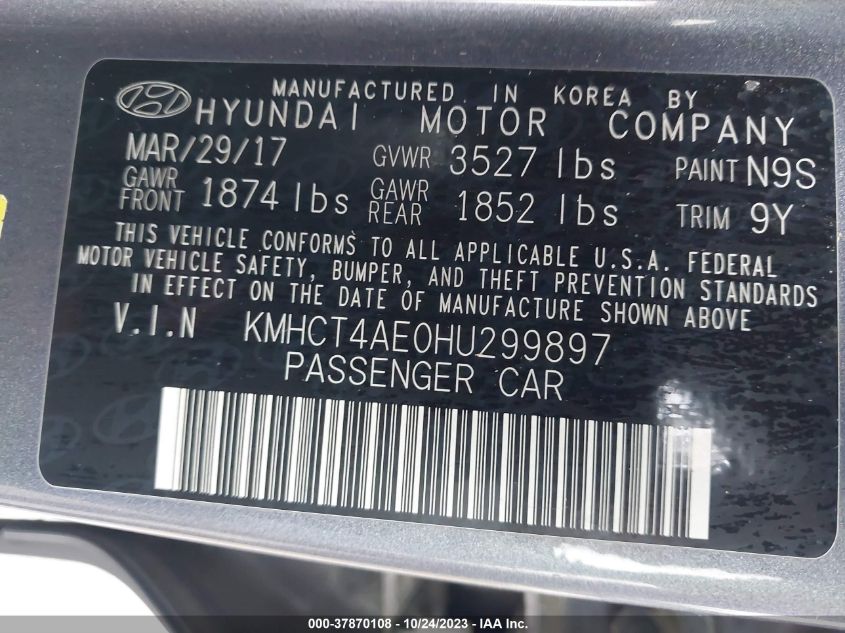 MANUFACTURED IN KOREA BY
HYUNDAI MOTOR COMPANY
MAR/29/17 GVWR 3527 lbs PAINT N9S
GAWR FRONT 1874 lbs GAWR REAR 1852 lbs TRIM 9Y
THIS VEHICLE CONFORMS TO ALL APPLICABLE U.S.A. FEDERAL
MOTOR VEHICLE SAFETY, BUMPER, AND THEFT PREVENTION STANDARDS
IN EFFECT ON THE DATE OF MANUFACTURE SHOWN ABOVE
V.I.N KMHCT4AE0HU299897
PASSENGER CAR
000-37870108 - 10/24/2023 - IAA Inc.